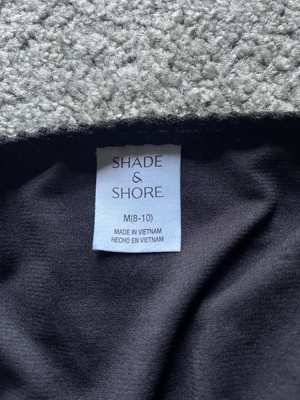 SHADE
&
SHORE
M(8-10)
MADE IN VIETNAM
HECHO EN VIETNAM